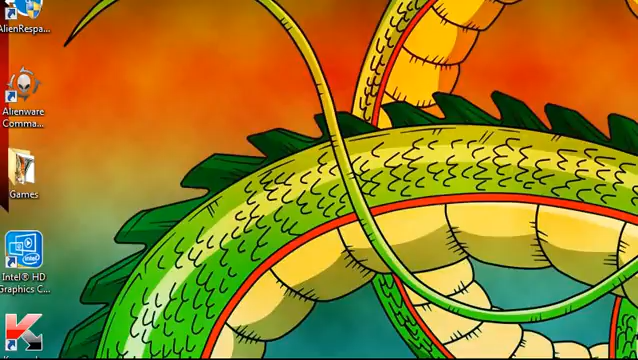 AlienRespa...
Alienware
Comma...
Games
Intel® HD
Graphics C...